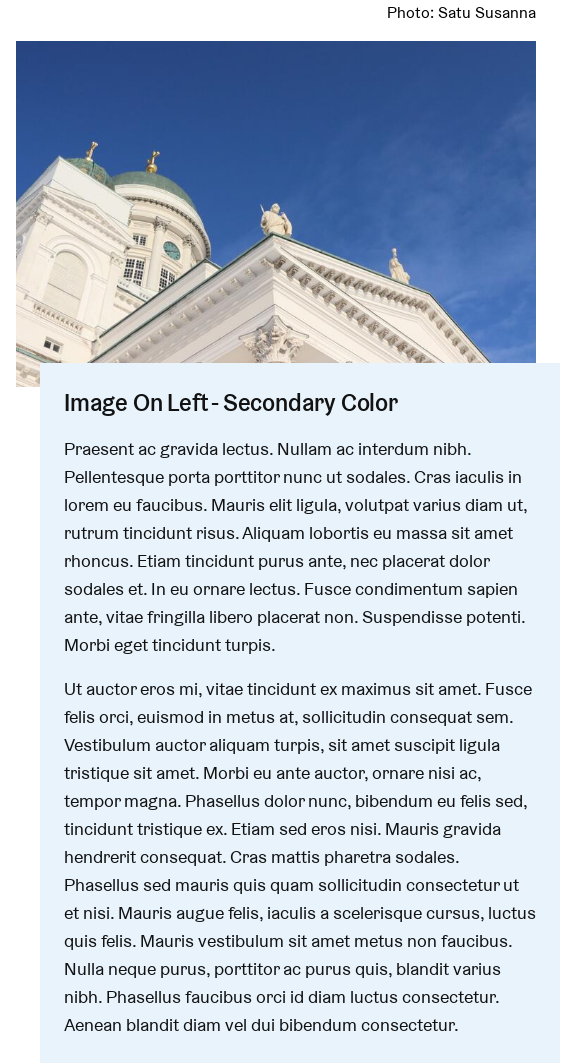 Photo: Satu Susanna
Image On Left - Secondary Color
Praesent ac gravida lectus. Nullam ac interdum nibh.
Pellentesque porta porttitor nunc ut sodales. Cras iaculis in
lorem eu faucibus. Mauris elit ligula, volutpat varius diam ut,
rutrum tincidunt risus. Aliquam lobortis eu massa sit amet
rhoncus. Etiam tincidunt purus ante, nec placerat dolor
sodales et. In eu ornare lectus. Fusce condimentum sapien
ante, vitae fringilla libero placerat non. Suspendisse potenti.
Morbi eget tincidunt turpis.
Ut auctor eros mi, vitae tincidunt ex maximus sit amet. Fusce
felis orci, euismod in metus at, sollicitudin consequat sem.
Vestibulum auctor aliquam turpis, sit amet suscipit ligula
tristique sit amet. Morbi eu ante auctor, ornare nisi ac,
tempor magna. Phasellus dolor nunc, bibendum eu felis sed,
tincidunt tristique ex. Etiam sed eros nisi. Mauris gravida
hendrerit consequat. Cras mattis pharetra sodales.
Phasellus sed mauris quis quam sollicitudin consectetur ut
et nisi. Mauris augue felis, iaculis a scelerisque cursus, luctus
quis felis. Mauris vestibulum sit amet metus non faucibus.
Nulla neque purus, porttitor ac purus quis, blandit varius
nibh. Phasellus faucibus orci id diam luctus consectetur.
Aenean blandit diam vel dui bibendum consectetur.